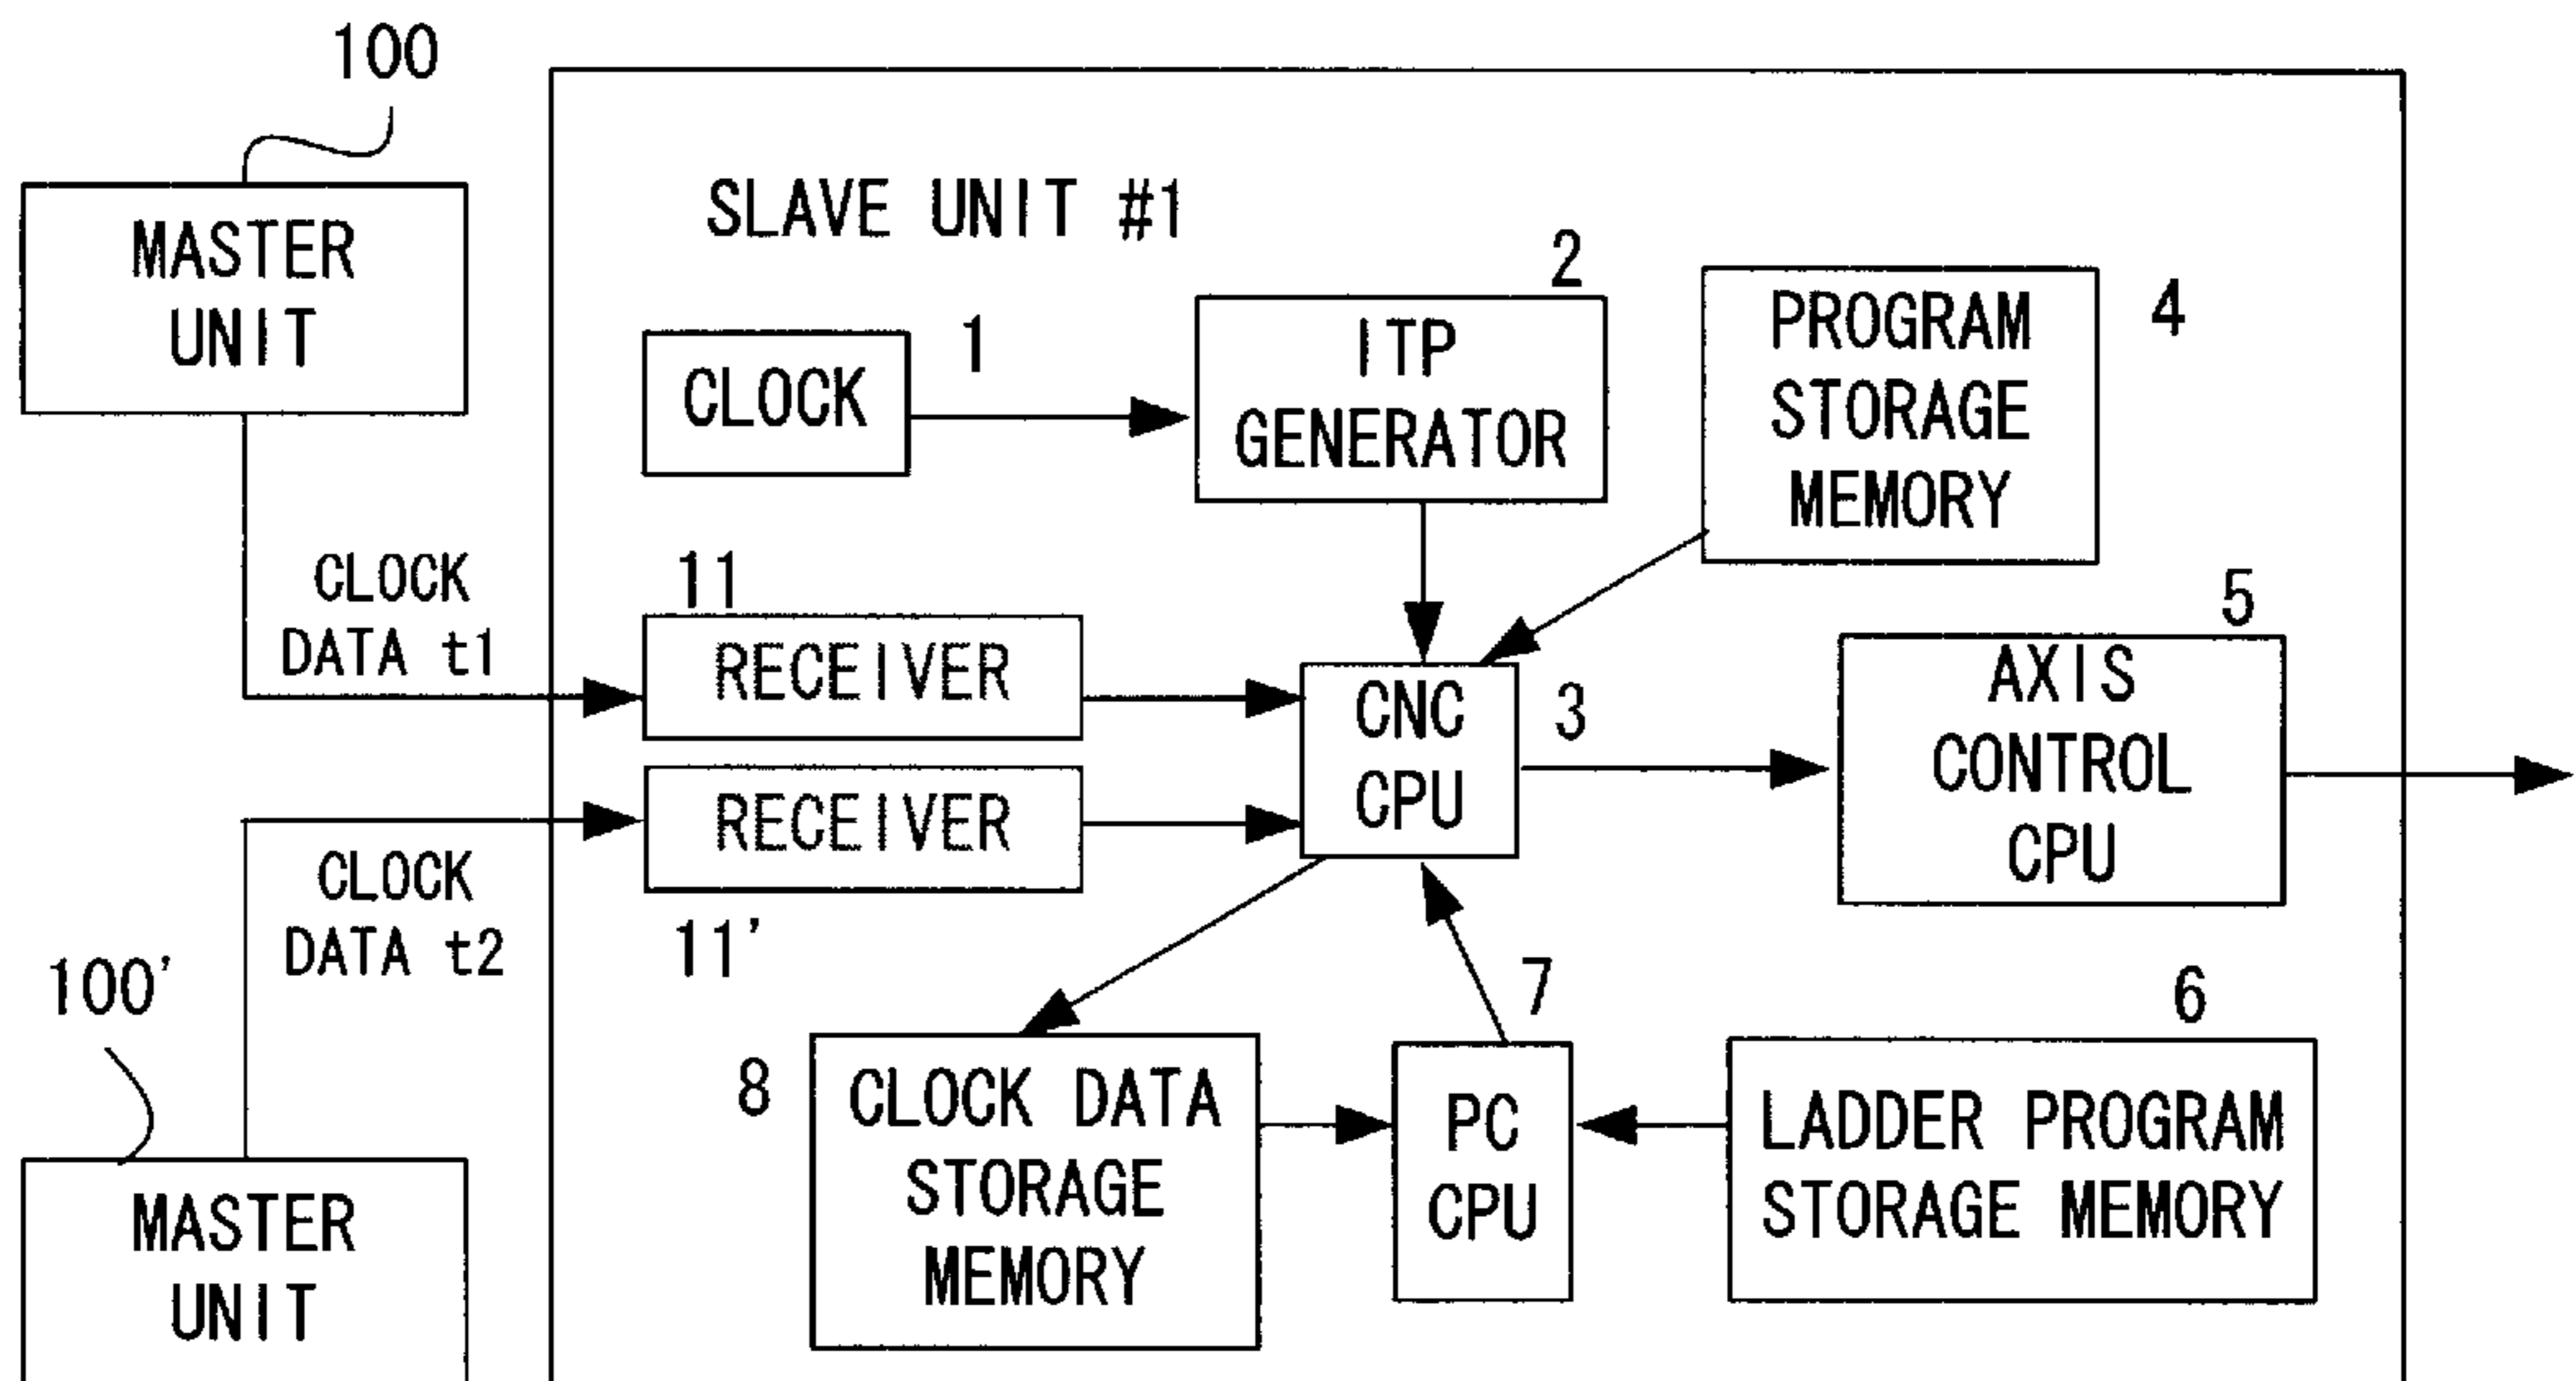 100
MASTER
UNIT
SLAVE UNIT #1
CLOCK
1
2
ITP
GENERATOR
PROGRAM
STORAGE
MEMORY
4
CLOCK
DATA t1
11
RECEIVER
RECEIVER
11'
CNC
CPU
3
5
AXIS
CONTROL
CPU
CLOCK
DATA t2
100'
MASTER
UNIT
8
CLOCK DATA
STORAGE
MEMORY
7
PC
CPU
6
LADDER PROGRAM
STORAGE MEMORY